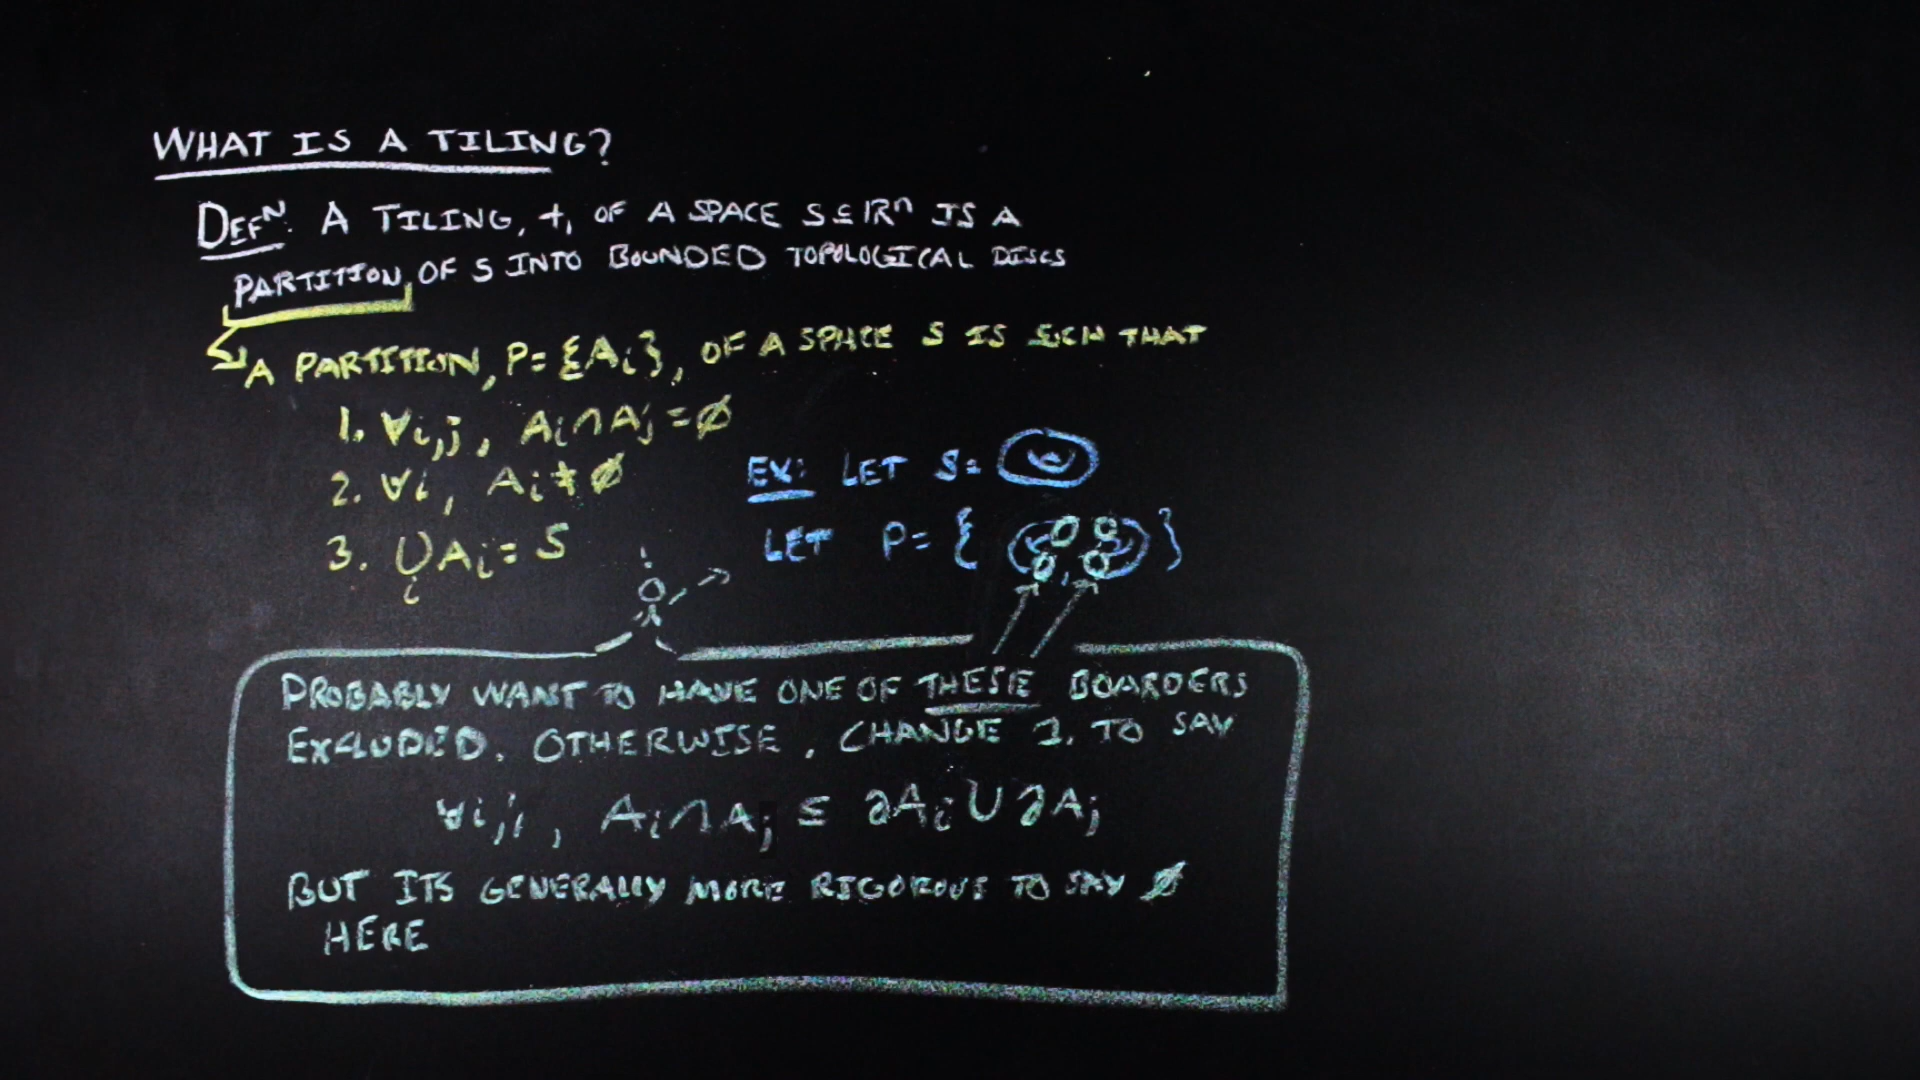 WHAT IS A TILING?
DEFN: A TILING, t, OF A SPACE S ⊆ ℝⁿ IS A
PARTITION, OF S INTO BOUNDED TOPOLOGICAL DISCS
A PARTITION, P = {Ai}, OF A SPACE S IS SUCH THAT
1. ∀i,j, Ai ∩ Aj = ∅
2. ∀i, Ai ≠ ∅
3. ∪i Ai = S
EX: LET S =
LET P = { , }
PROBABLY WANT TO HAVE ONE OF THESE BOARDERS
EXCLUDED. OTHERWISE, CHANGE 1. TO SAY
∀i,j, Ai ∩ Aj ⊆ ∂Ai ∪ ∂Aj
BUT ITS GENERALLY MORE RIGOROUS TO SAY ∅
HERE